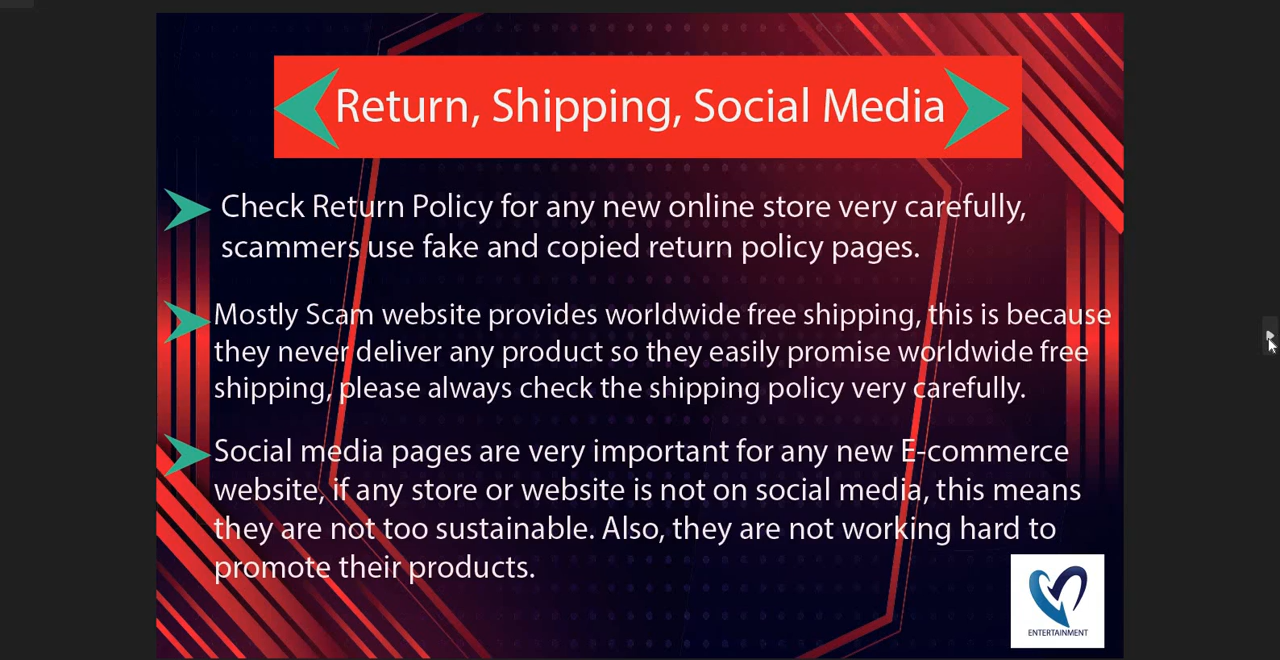 Return, Shipping, Social Media
Check Return Policy for any new online store very carefully,
scammers use fake and copied return policy pages.
Mostly Scam website provides worldwide free shipping, this is because
they never deliver any product so they easily promise worldwide free
shipping, please always check the shipping policy very carefully.
Social media pages are very important for any new E-commerce
website, if any store or website is not on social media, this means
they are not too sustainable. Also, they are not working hard to
promote their products.
ENTERTAINMENT